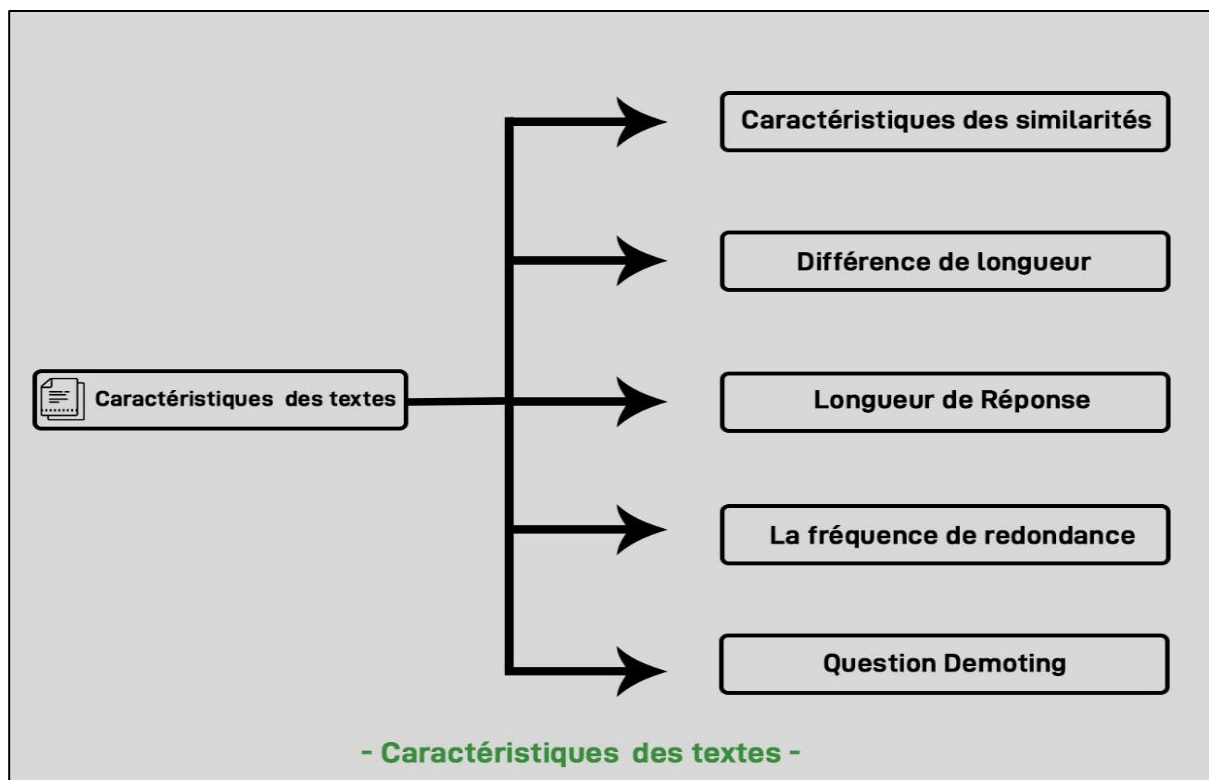 Caractéristiques des similarités
Différence de longueur
Caractéristiques des textes
Longueur de Réponse
La fréquence de redondance
Question Demoting
- Caractéristiques des textes -